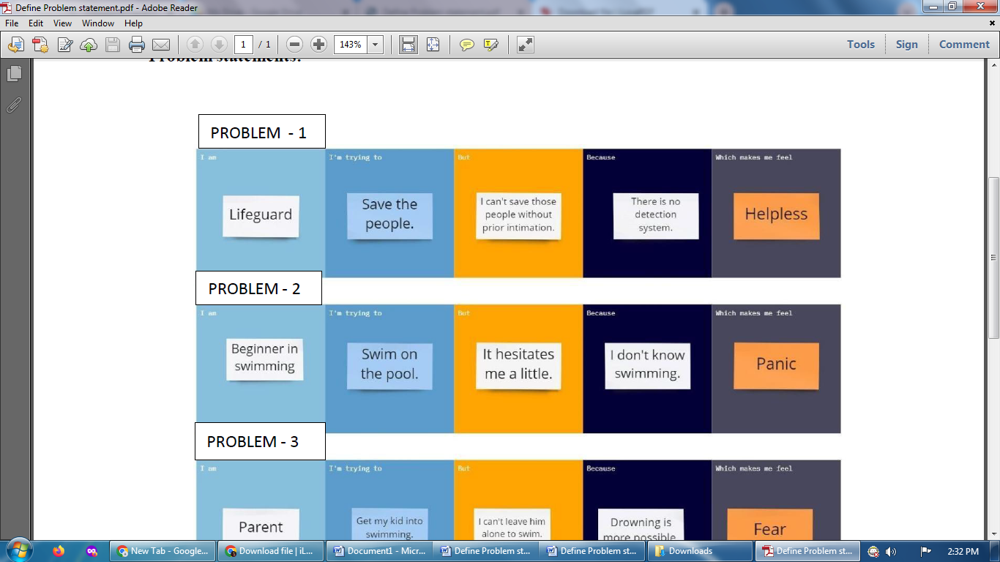 Define Problem statement.pdf - Adobe Reader
File Edit View Window Help
1 / 1 143% Tools Sign Comment
Problem statements:
PROBLEM - 1
I am I'm trying to But Because Which makes me feel
Lifeguard
Save the
people.
I can't save those
people without
prior intimation.
There is no
detection
system.
Helpless
PROBLEM - 2
I am I'm trying to But Because Which makes me feel
Beginner in
swimming
Swim on
the pool.
It hesitates
me a little.
I don't know
swimming.
Panic
PROBLEM - 3
I am I'm trying to But Because Which makes me feel
Parent
Get my kid into
swimming.
I can't leave him
alone to swim.
Drowning is
more possible
Fear
New Tab - Google... Download file | iL... Document1 - Micr... Define Problem st... Define Problem st... Downloads Define Problem st... 2:32 PM